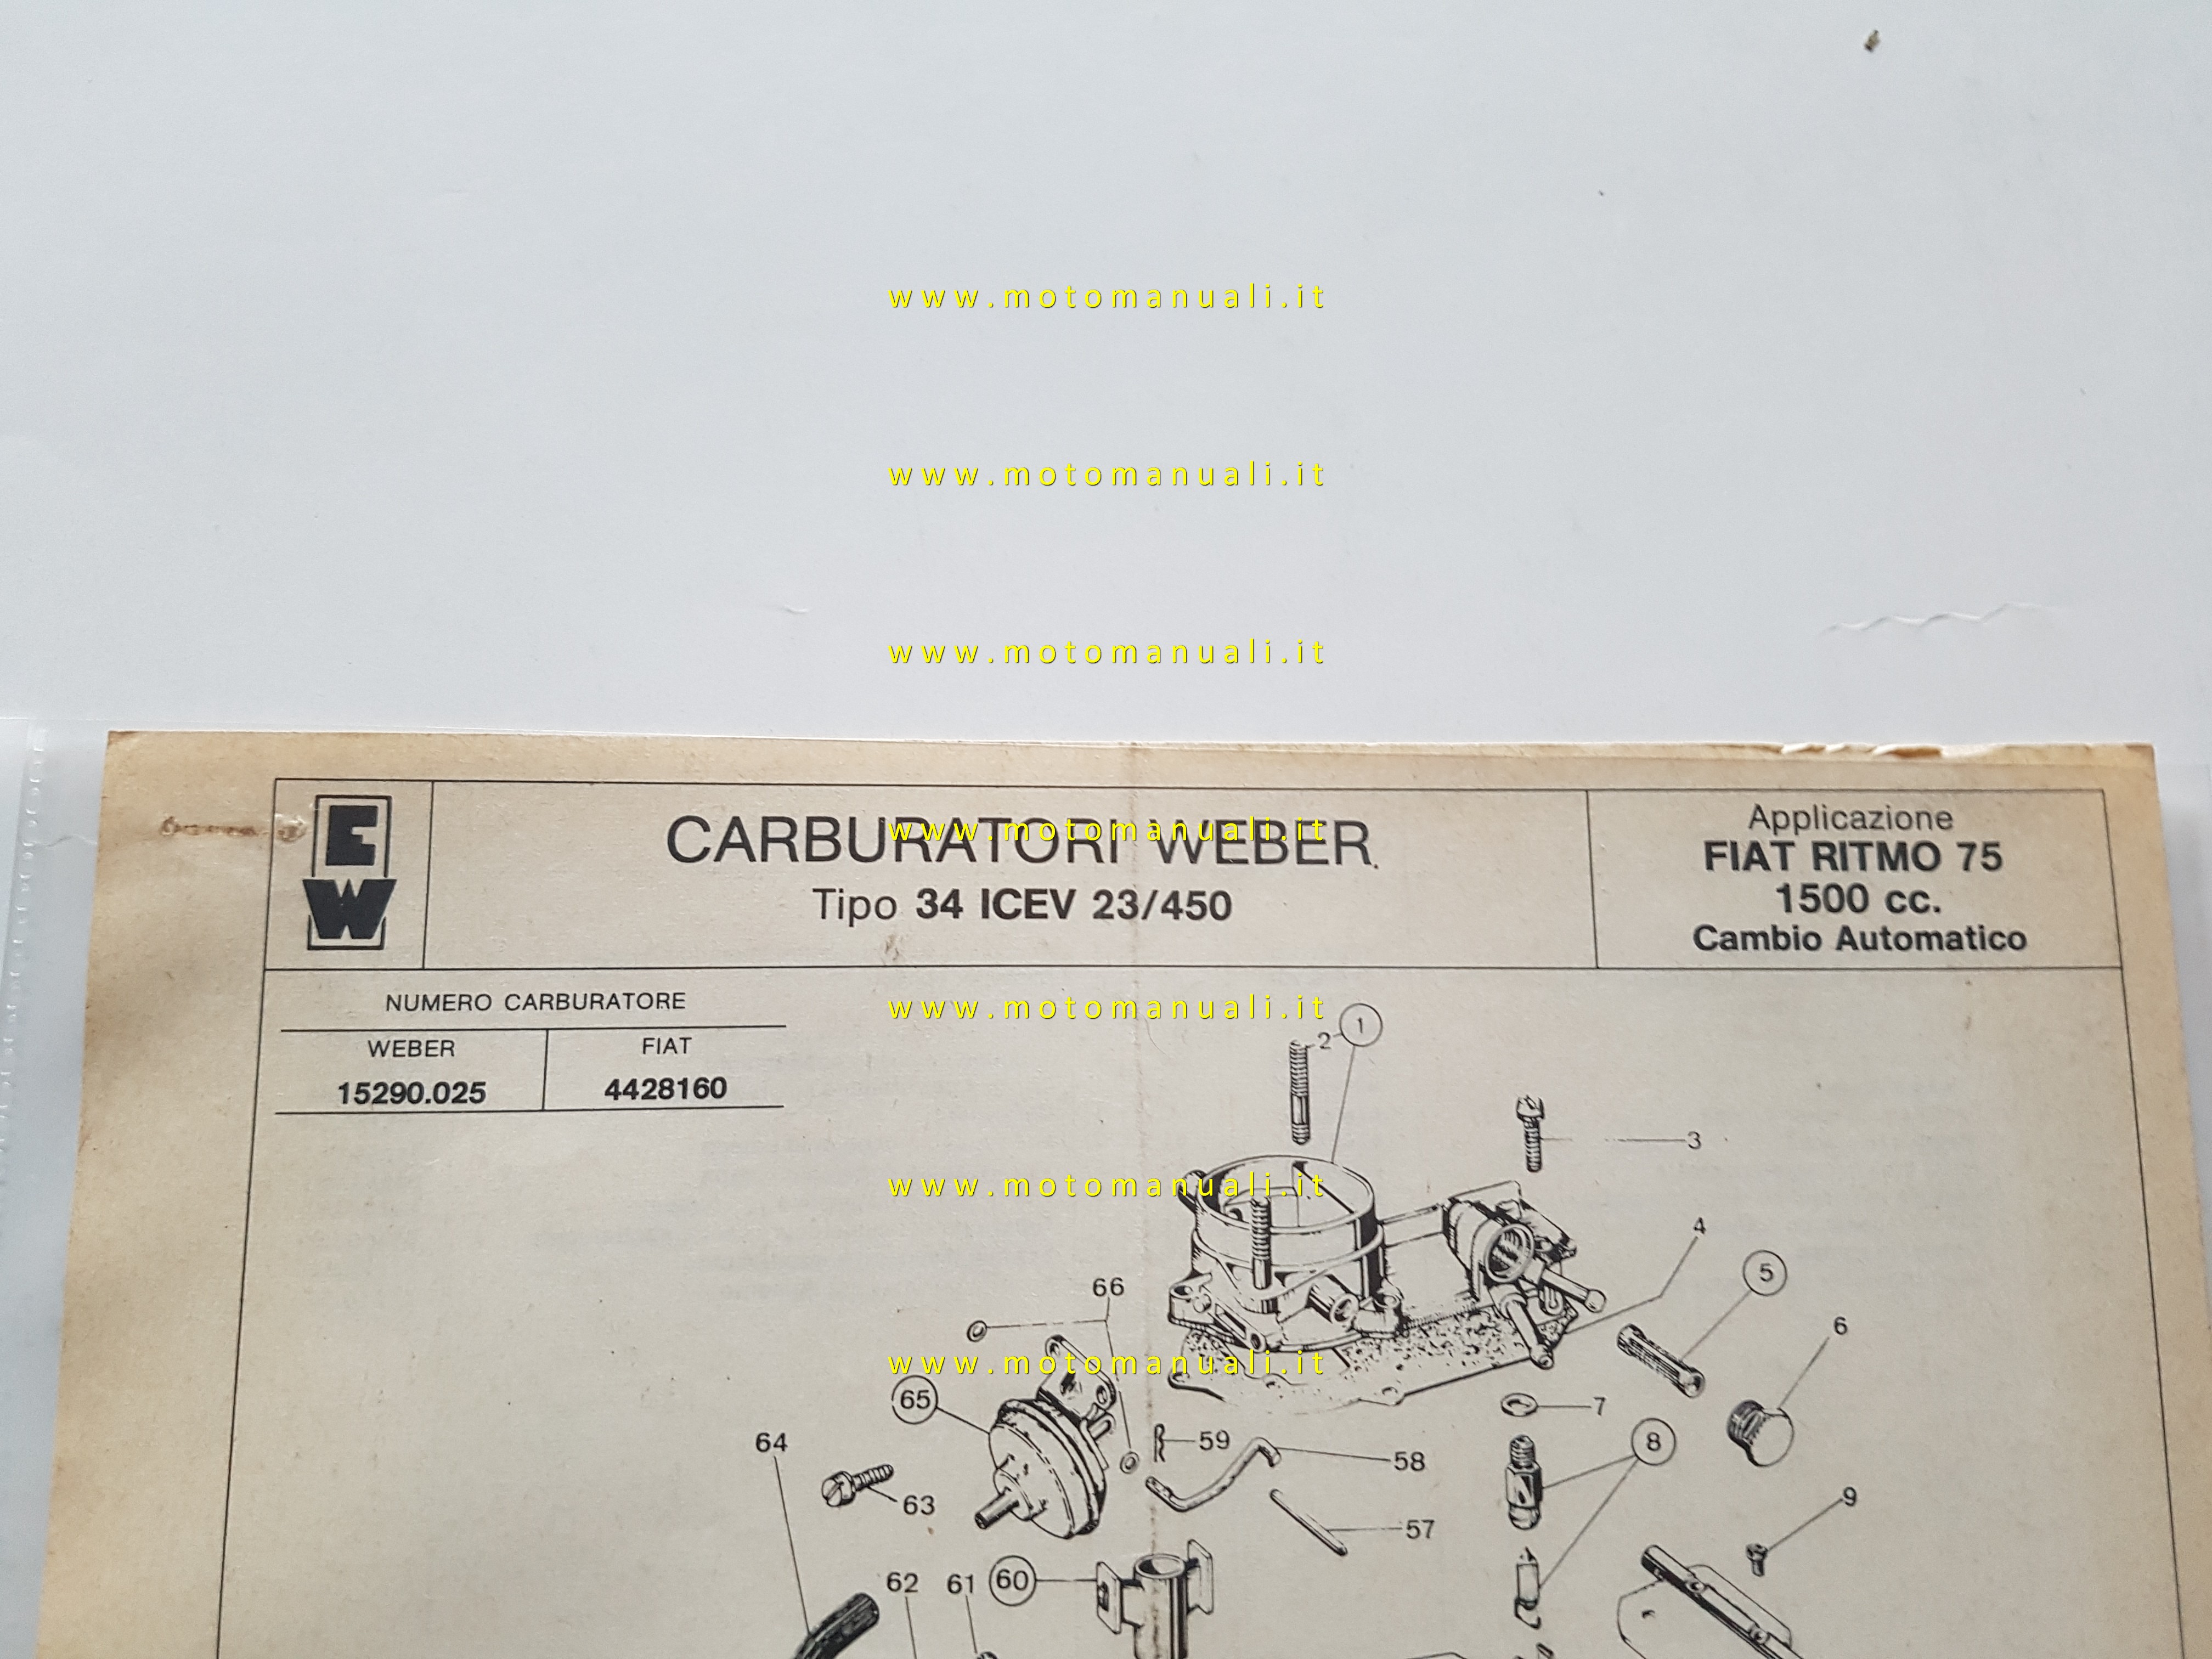 www.motomanuali.it
www.motomanuali.it
www.motomanuali.it
E
W
CARBURATORI WEBER.
www.motomanuali.it
Tipo 34 ICEV 23/450
Applicazione
FIAT RITMO 75
1500 cc.
Cambio Automatico
NUMERO CARBURATORE
WEBER FIAT
15290.025 4428160
www.motomanuali.it
1
2
3
www.motomanuali.it
4
5
66
6
www.motomanuali.it
65
7
64
59
8
58
63
9
57
62
61
60